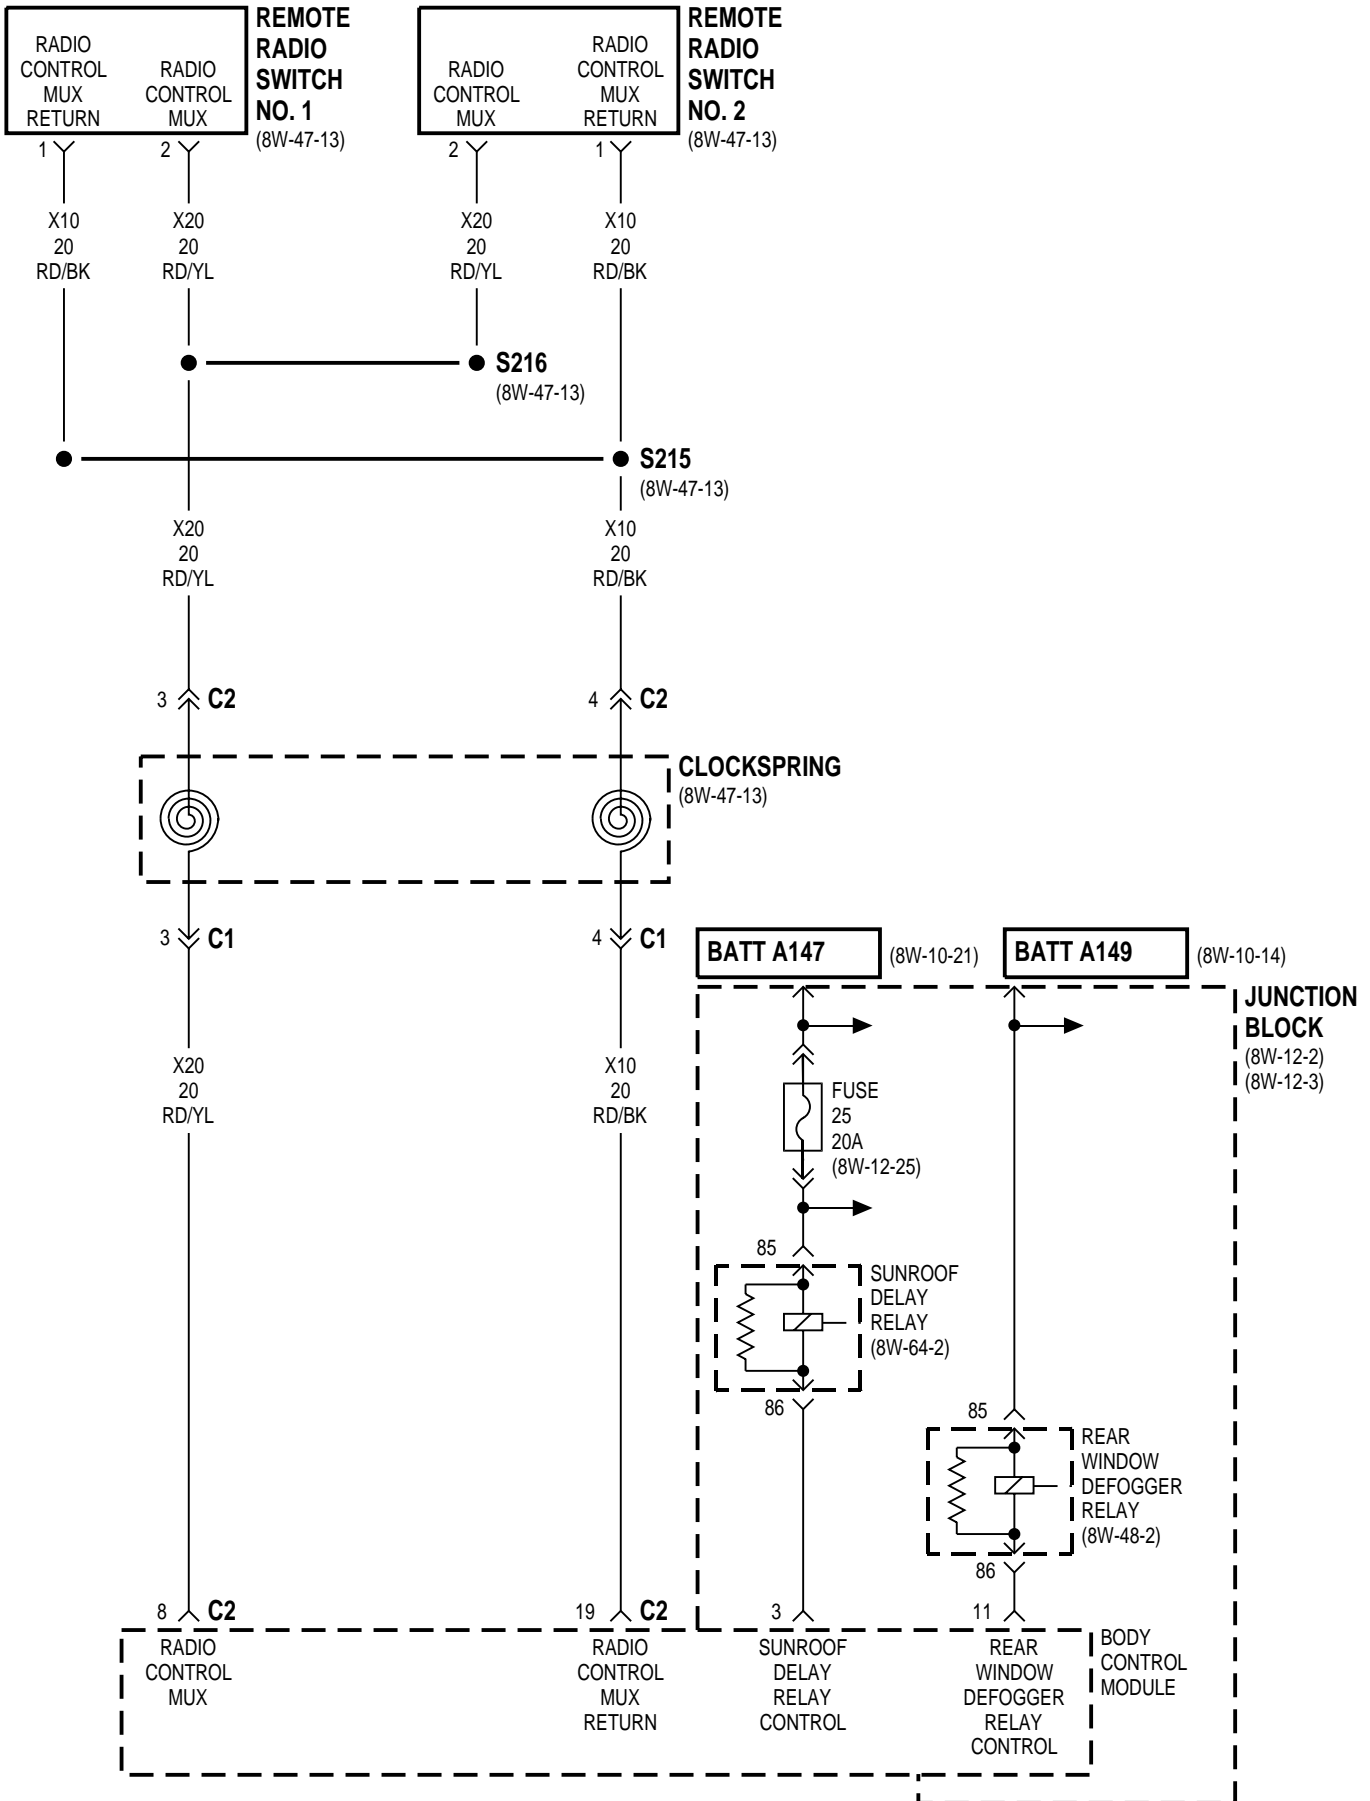 RADIO
CONTROL
MUX
RETURN
RADIO
CONTROL
MUX
REMOTE
RADIO
SWITCH
NO. 1
(8W-47-13)
RADIO
CONTROL
MUX
RADIO
CONTROL
MUX
RETURN
REMOTE
RADIO
SWITCH
NO. 2
(8W-47-13)
1
2
2
1
X10
20
RD/BK
X20
20
RD/YL
X20
20
RD/YL
X10
20
RD/BK
S216
(8W-47-13)
S215
(8W-47-13)
X20
20
RD/YL
X10
20
RD/BK
3 C2
4 C2
CLOCKSPRING
(8W-47-13)
3 C1
4 C1
BATT A147
(8W-10-21)
BATT A149
(8W-10-14)
JUNCTION
BLOCK
(8W-12-2)
(8W-12-3)
X20
20
RD/YL
X10
20
RD/BK
FUSE
25
20A
(8W-12-25)
85
SUNROOF
DELAY
RELAY
(8W-64-2)
86
85
REAR
WINDOW
DEFOGGER
RELAY
(8W-48-2)
86
8 C2
19 C2
3
11
RADIO
CONTROL
MUX
RADIO
CONTROL
MUX
RETURN
SUNROOF
DELAY
RELAY
CONTROL
REAR
WINDOW
DEFOGGER
RELAY
CONTROL
BODY
CONTROL
MODULE